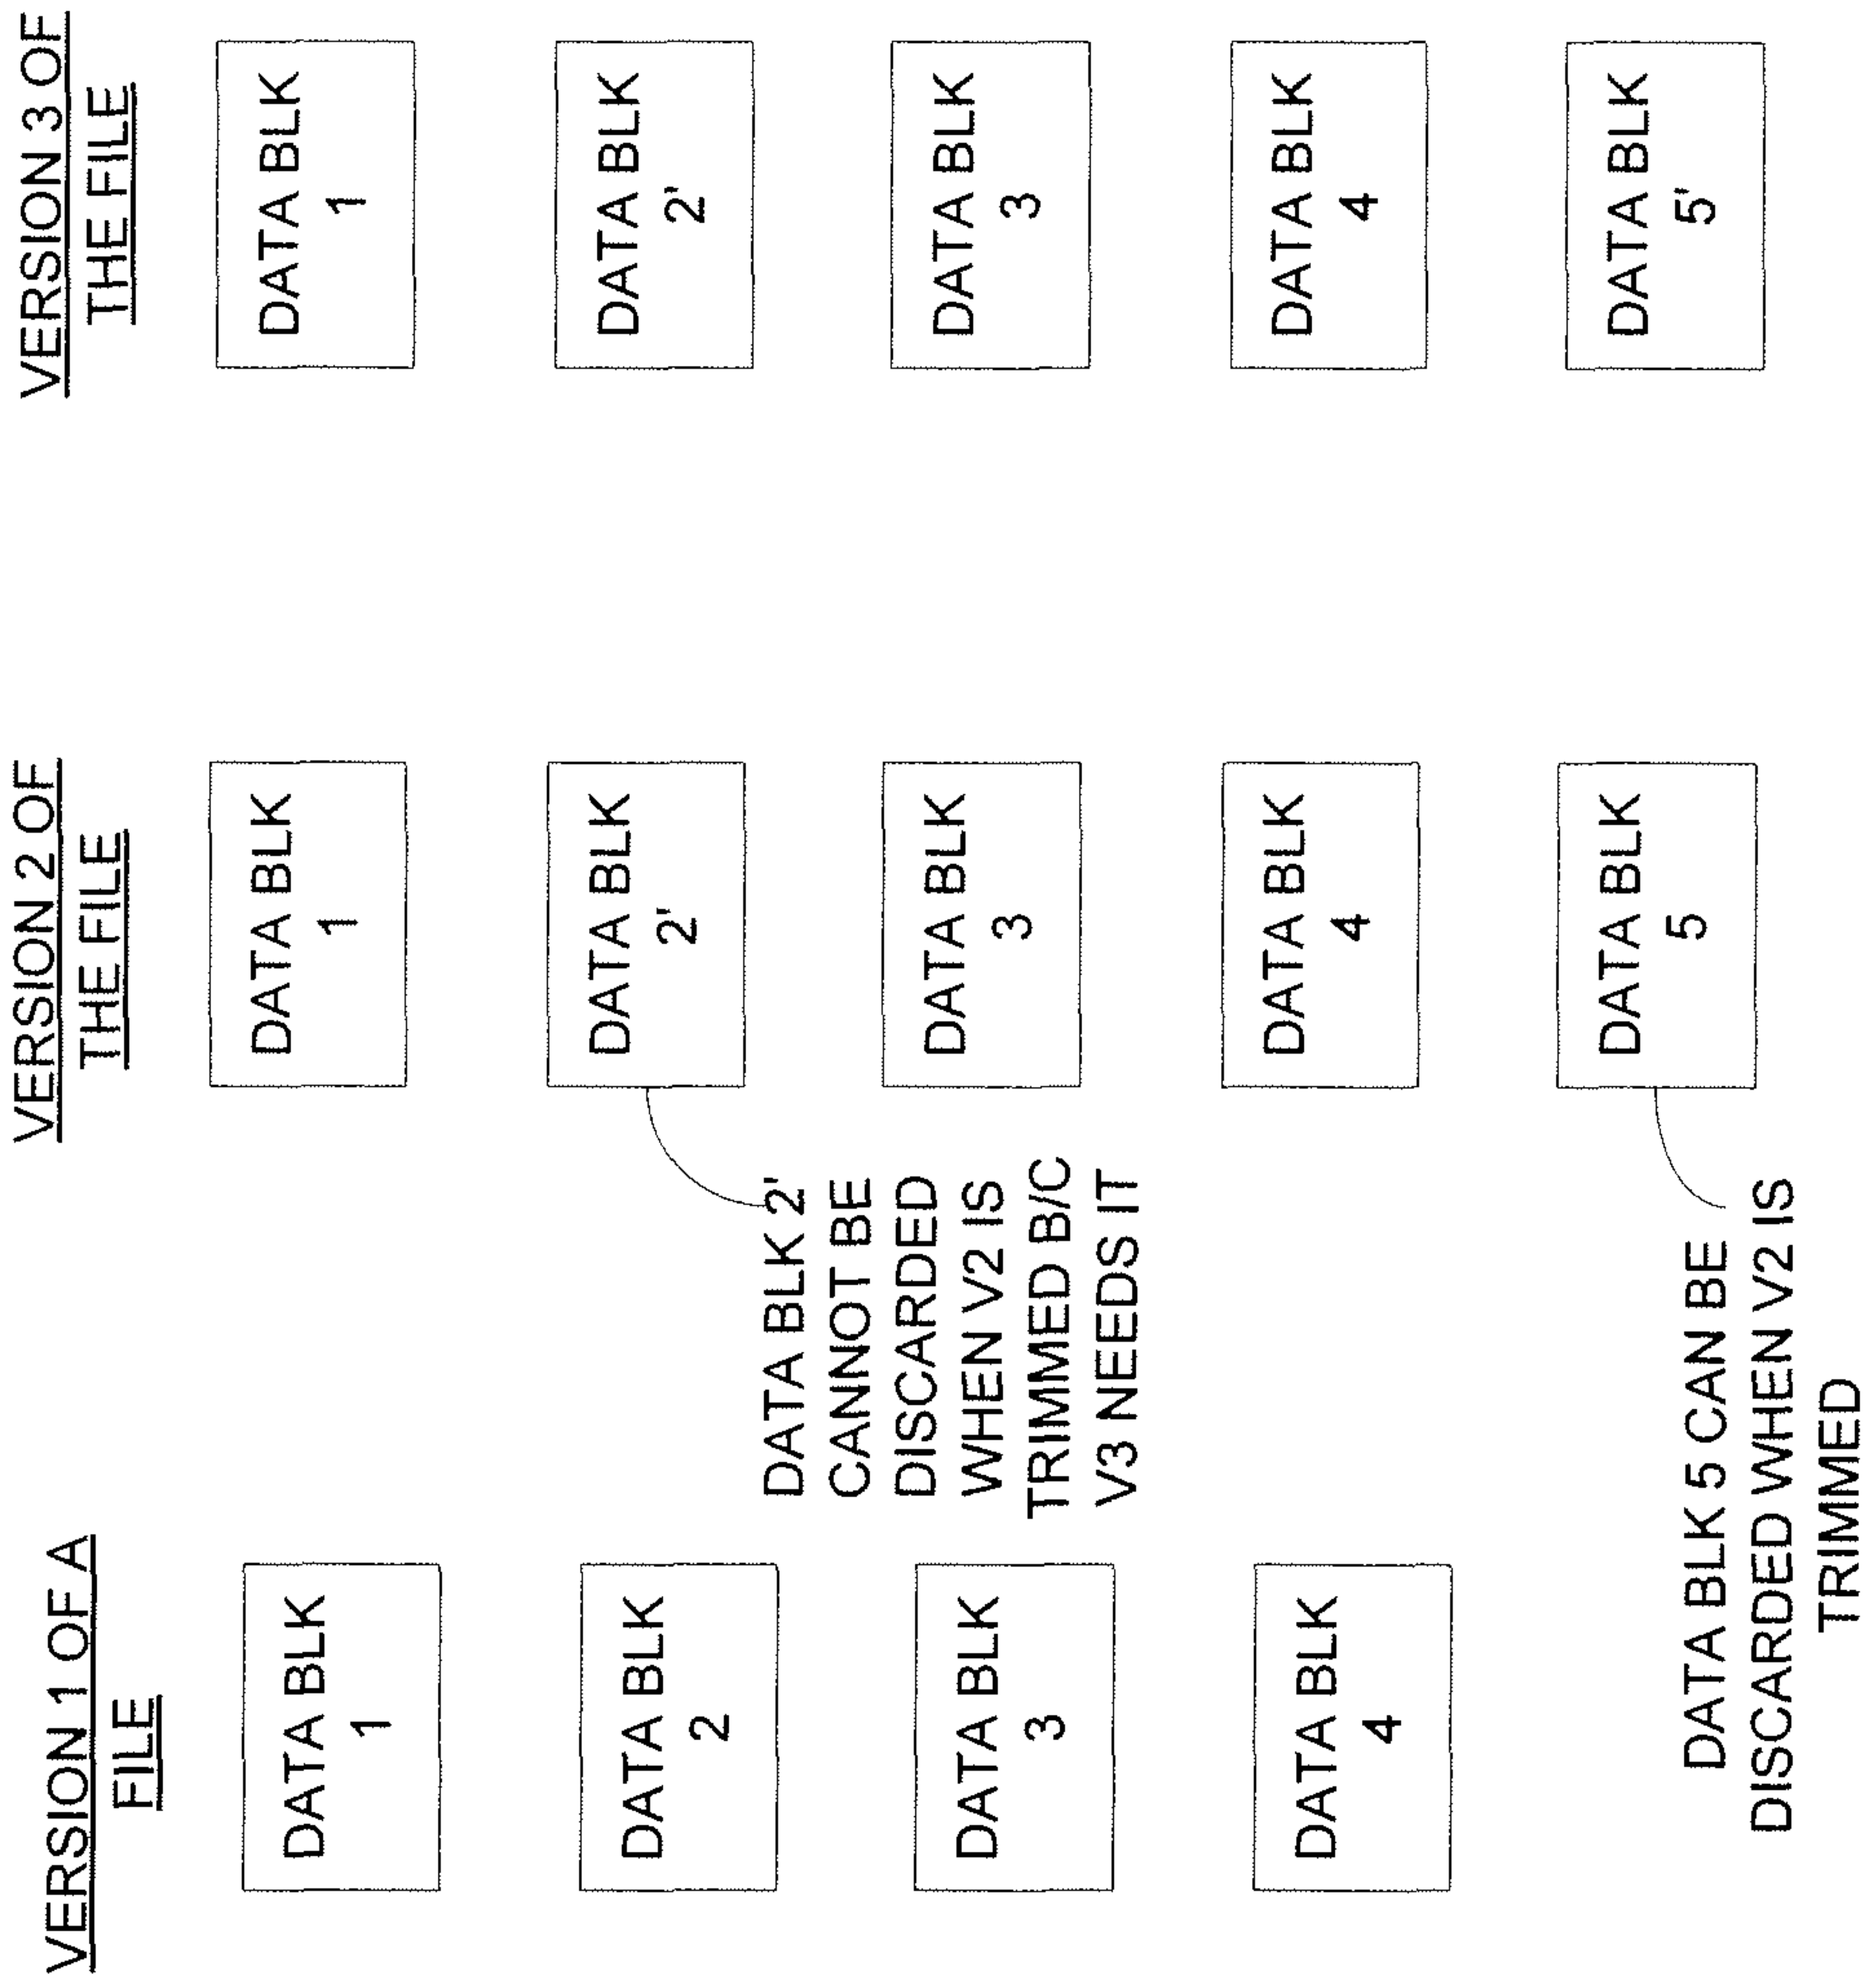 VERSION 1 OF A
FILE
DATA BLK
1
DATA BLK
2
DATA BLK
3
DATA BLK
4
VERSION 2 OF
THE FILE
DATA BLK
1
DATA BLK
2'
DATA BLK
3
DATA BLK
4
DATA BLK
5
DATA BLK 2'
CANNOT BE
DISCARDED
WHEN V2 IS
TRIMMED B/C
V3 NEEDS IT
DATA BLK 5 CAN BE
DISCARDED WHEN V2 IS
TRIMMED
VERSION 3 OF
THE FILE
DATA BLK
1
DATA BLK
2'
DATA BLK
3
DATA BLK
4
DATA BLK
5'